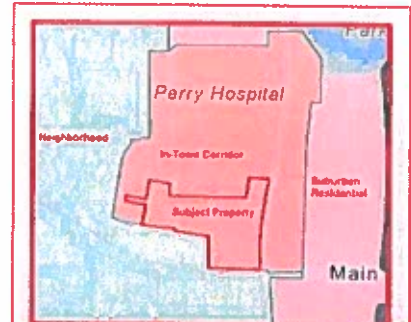 Park
Perry Hospital
Neighborhood
In-Town Corridor
Suburban
Residential
Subject Property
Main